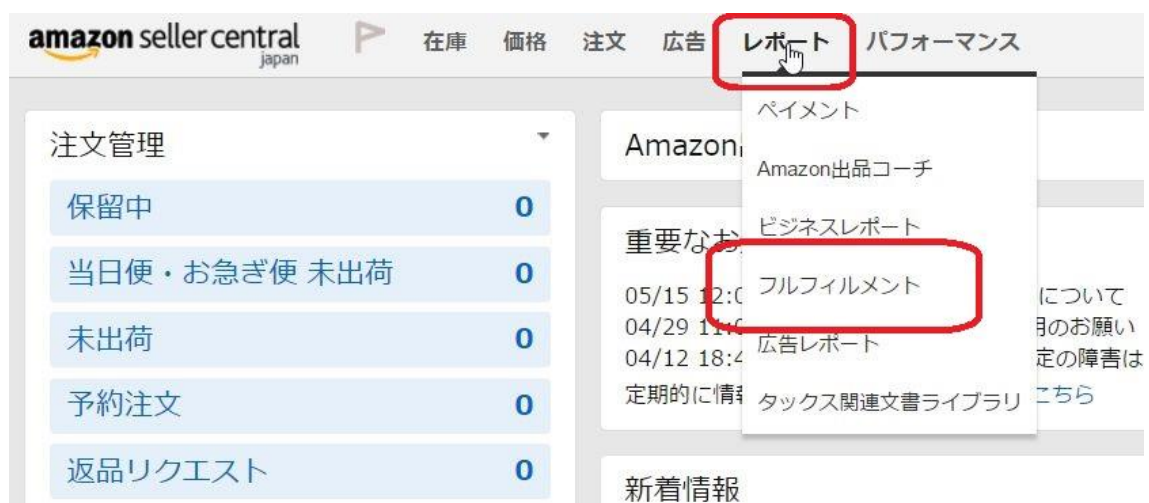 amazon seller central
japan
在庫 価格 注文 広告 レポート パフォーマンス
注文管理
保留中 0
当日便・お急ぎ便 未出荷 0
未出荷 0
予約注文 0
返品リクエスト 0
ペイメント
Amazon出品コーチ
ビジネスレポート
フルフィルメント
広告レポート
タックス関連文書ライブラリ
Amazon
重要なお
05/15 12:0 について
04/29 11:0 用のお願い
04/12 18:4 定の障害は
定期的に情 こちら
新着情報